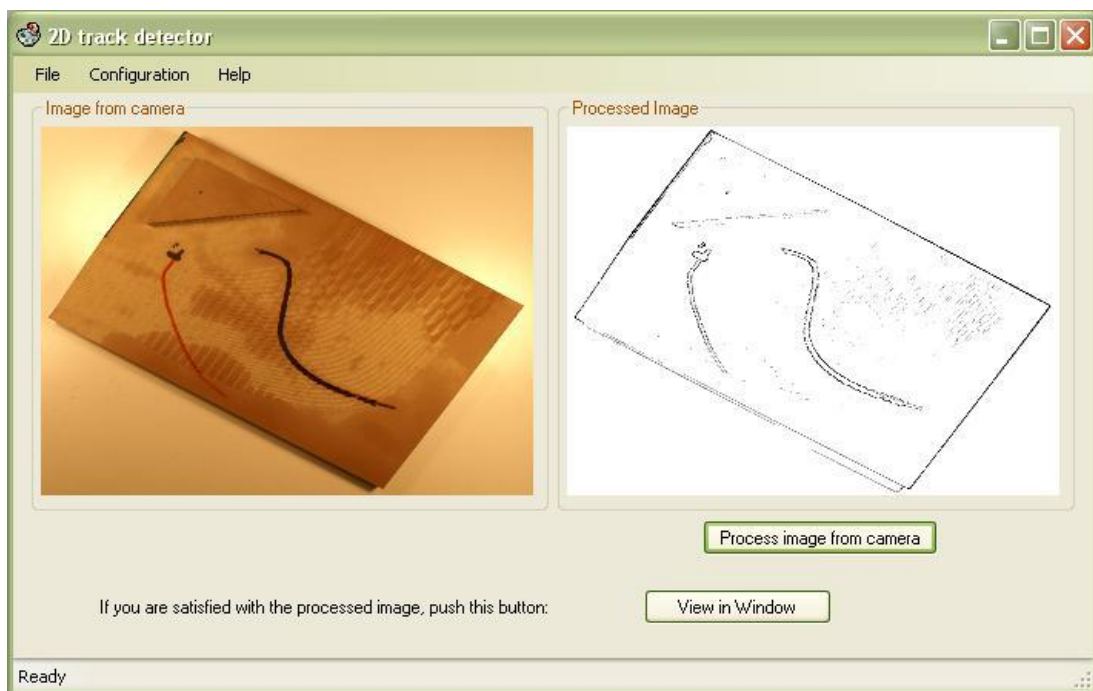 2D track detector
File Configuration Help
Image from camera
Processed Image
Process image from camera
If you are satisfied with the processed image, push this button:
View in Window
Ready